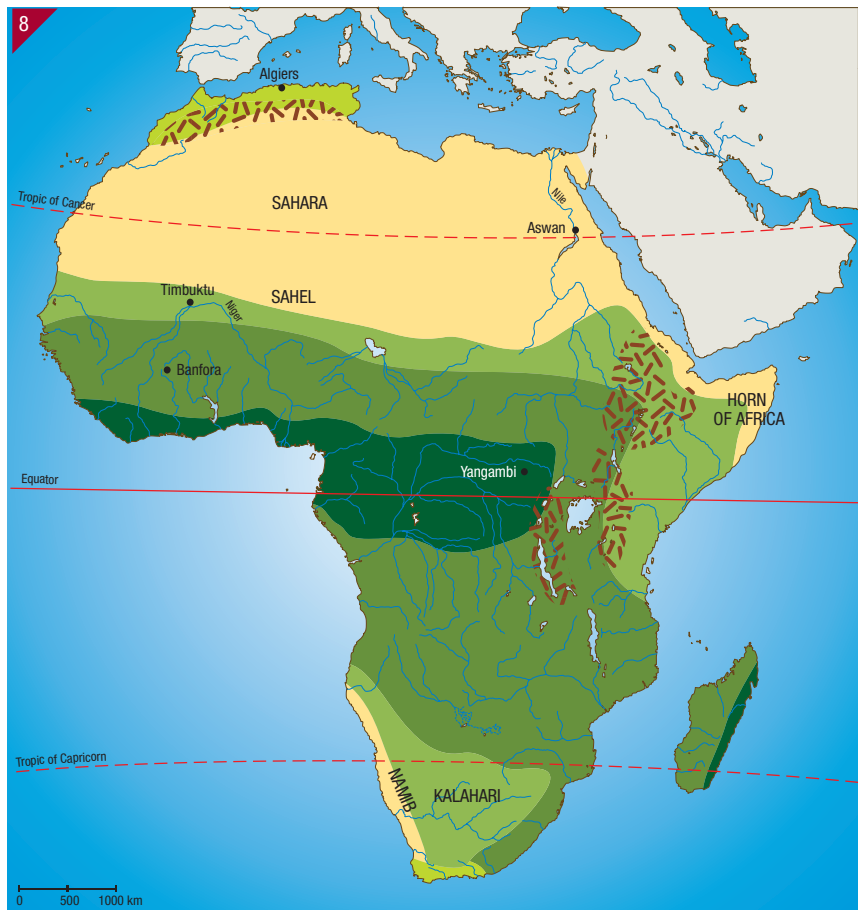 8
Algiers
Tropic of Cancer
SAHARA
Nile
Aswan
Timbuktu
SAHEL
Niger
Banfora
HORN
OF AFRICA
Yangambi
Equator
Tropic of Capricorn
NAMIB
KALAHARI
0 500 1000 km